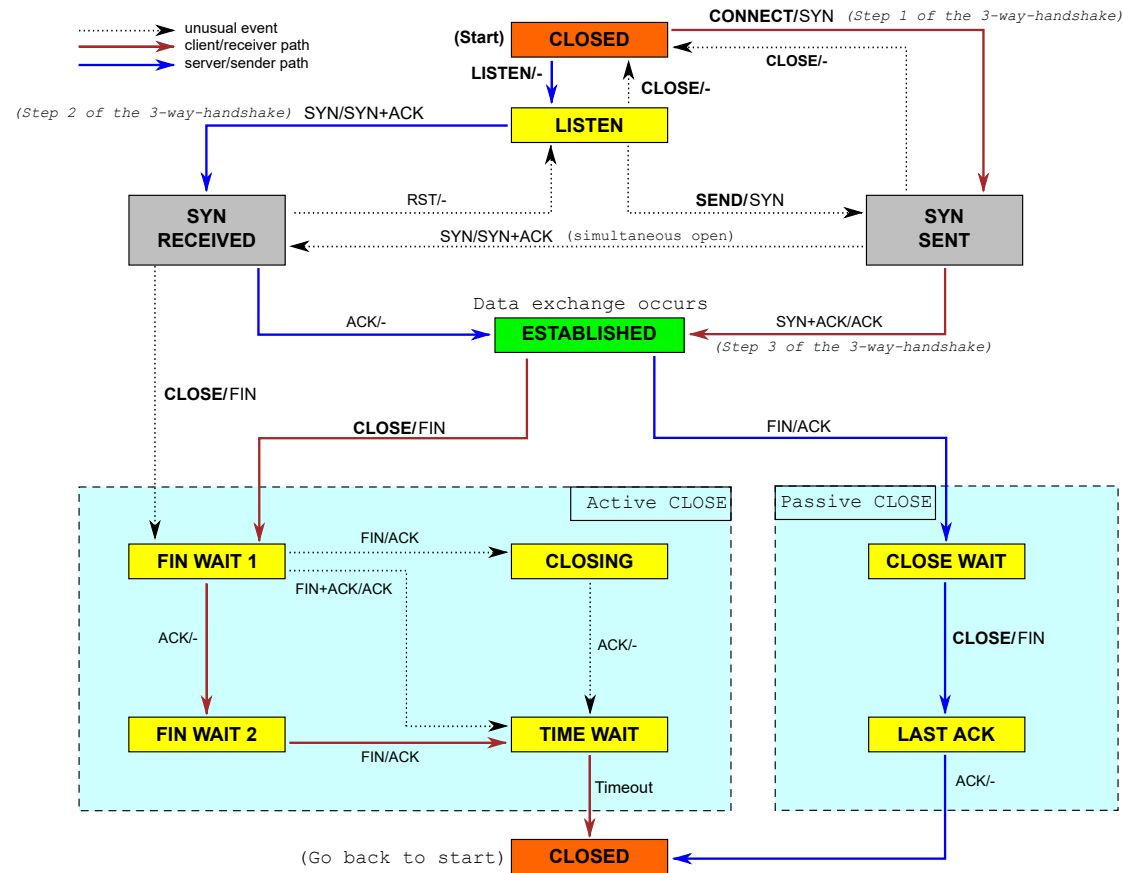 unusual event
client/receiver path
server/sender path
(Start)
CLOSED
CONNECT/SYN (Step 1 of the 3-way-handshake)
CLOSE/-
LISTEN/-
CLOSE/-
(Step 2 of the 3-way-handshake) SYN/SYN+ACK
LISTEN
SYN
RECEIVED
RST/-
SEND/SYN
SYN
SENT
SYN/SYN+ACK (simultaneous open)
Data exchange occurs
ACK/-
ESTABLISHED
SYN+ACK/ACK
(Step 3 of the 3-way-handshake)
CLOSE/FIN
CLOSE/FIN
FIN/ACK
Active CLOSE
Passive CLOSE
FIN WAIT 1
FIN/ACK
CLOSING
CLOSE WAIT
FIN+ACK/ACK
ACK/-
ACK/-
CLOSE/FIN
FIN WAIT 2
FIN/ACK
TIME WAIT
LAST ACK
Timeout
ACK/-
(Go back to start)
CLOSED